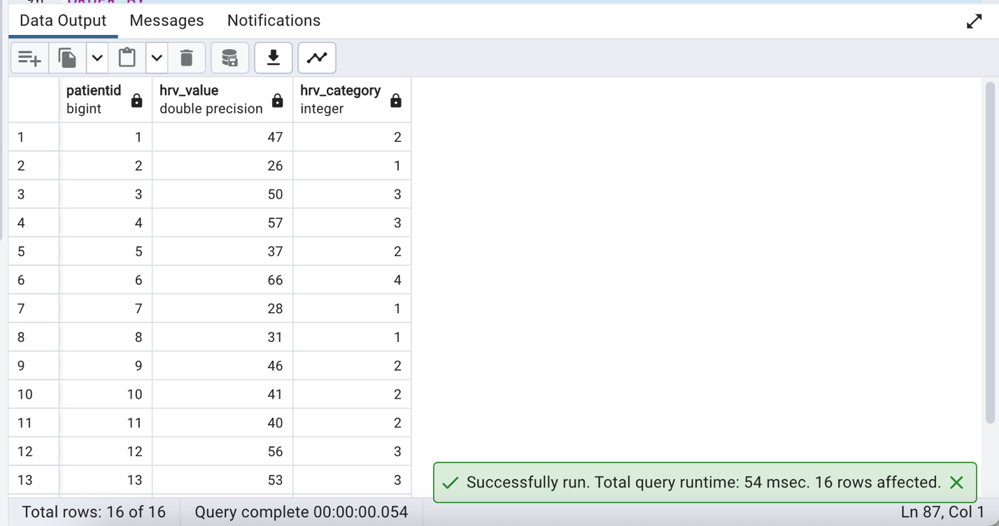 96 ORDER BY
Data Output Messages Notifications
patientid hrv_value hrv_category
bigint double precision integer
1 1 47 2
2 2 26 1
3 3 50 3
4 4 57 3
5 5 37 2
6 6 66 4
7 7 28 1
8 8 31 1
9 9 46 2
10 10 41 2
11 11 40 2
12 12 56 3
13 13 53 3
Successfully run. Total query runtime: 54 msec. 16 rows affected.
Total rows: 16 of 16 Query complete 00:00:00.054 Ln 87, Col 1